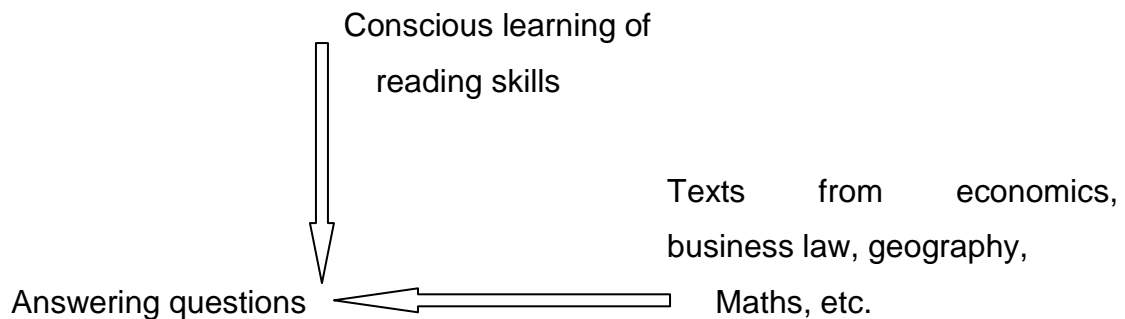 Conscious learning of
reading skills
Texts from economics,
business law, geography,
Answering questions
Maths, etc.